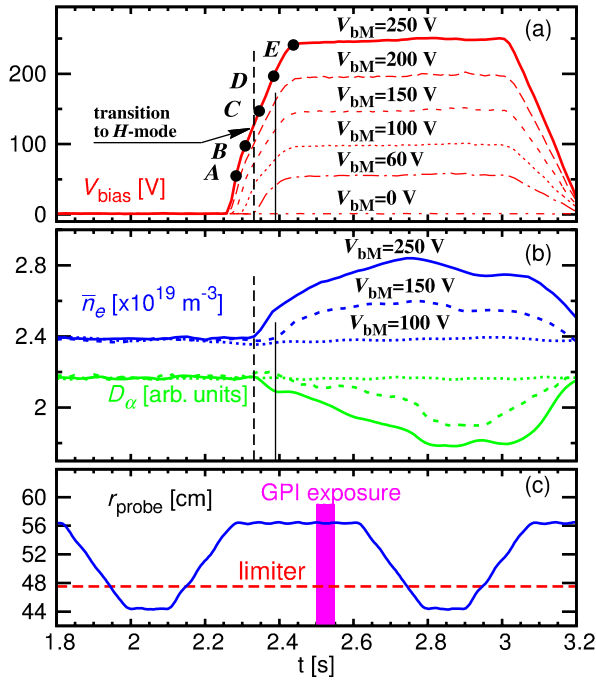 (a)
V_bM=250 V
V_bM=200 V
V_bM=150 V
V_bM=100 V
V_bM=60 V
V_bM=0 V
E
D
C
B
A
transition
to H-mode
V_bias [V]
200
100
0
(b)
V_bM=250 V
V_bM=150 V
V_bM=100 V
n̅_e [x10^19 m^-3]
D_α [arb. units]
2.8
2.4
2
(c)
r_probe [cm]
GPI exposure
limiter
60
56
52
48
44
1.8 2 2.2 2.4 2.6 2.8 3 3.2
t [s]